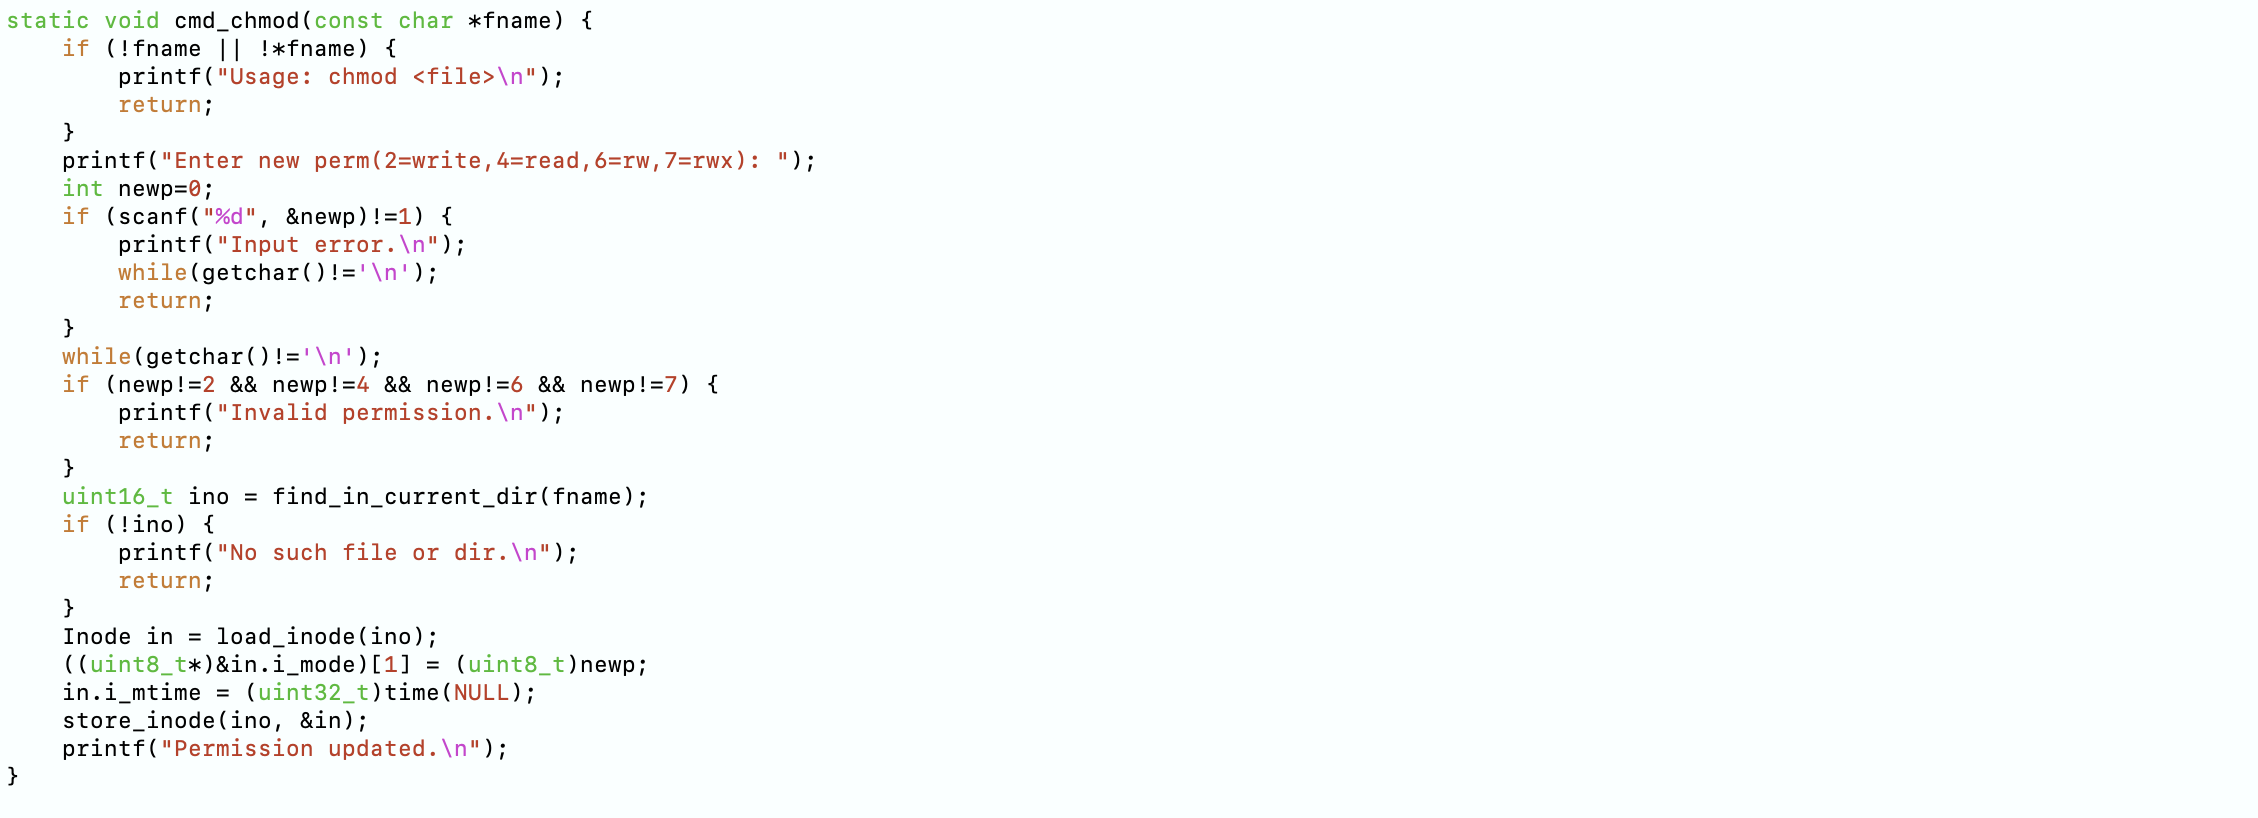 static void cmd_chmod(const char *fname) {
    if (!fname || !*fname) {
        printf("Usage: chmod <file>\n");
        return;
    }
    printf("Enter new perm(2=write,4=read,6=rw,7=rwx): ");
    int newp=0;
    if (scanf("%d", &newp)!=1) {
        printf("Input error.\n");
        while(getchar()!='\n');
        return;
    }
    while(getchar()!='\n');
    if (newp!=2 && newp!=4 && newp!=6 && newp!=7) {
        printf("Invalid permission.\n");
        return;
    }
    uint16_t ino = find_in_current_dir(fname);
    if (!ino) {
        printf("No such file or dir.\n");
        return;
    }
    Inode in = load_inode(ino);
    ((uint8_t*)&in.i_mode)[1] = (uint8_t)newp;
    in.i_mtime = (uint32_t)time(NULL);
    store_inode(ino, &in);
    printf("Permission updated.\n");
}